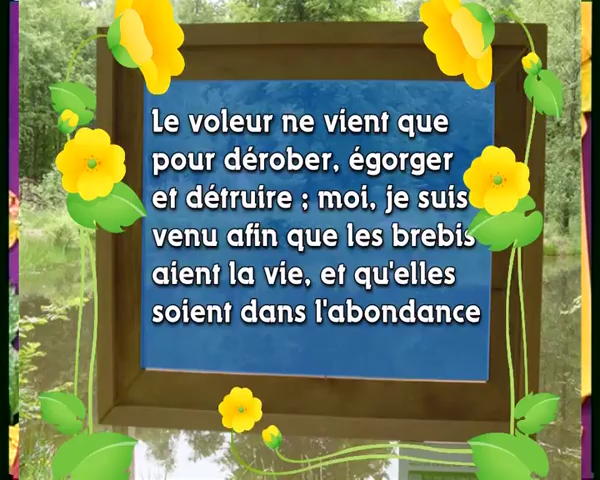 Le voleur ne vient que
pour dérober, égorger
et détruire ; moi, je suis
venu afin que les brebis
aient la vie, et qu'elles
soient dans l'abondance